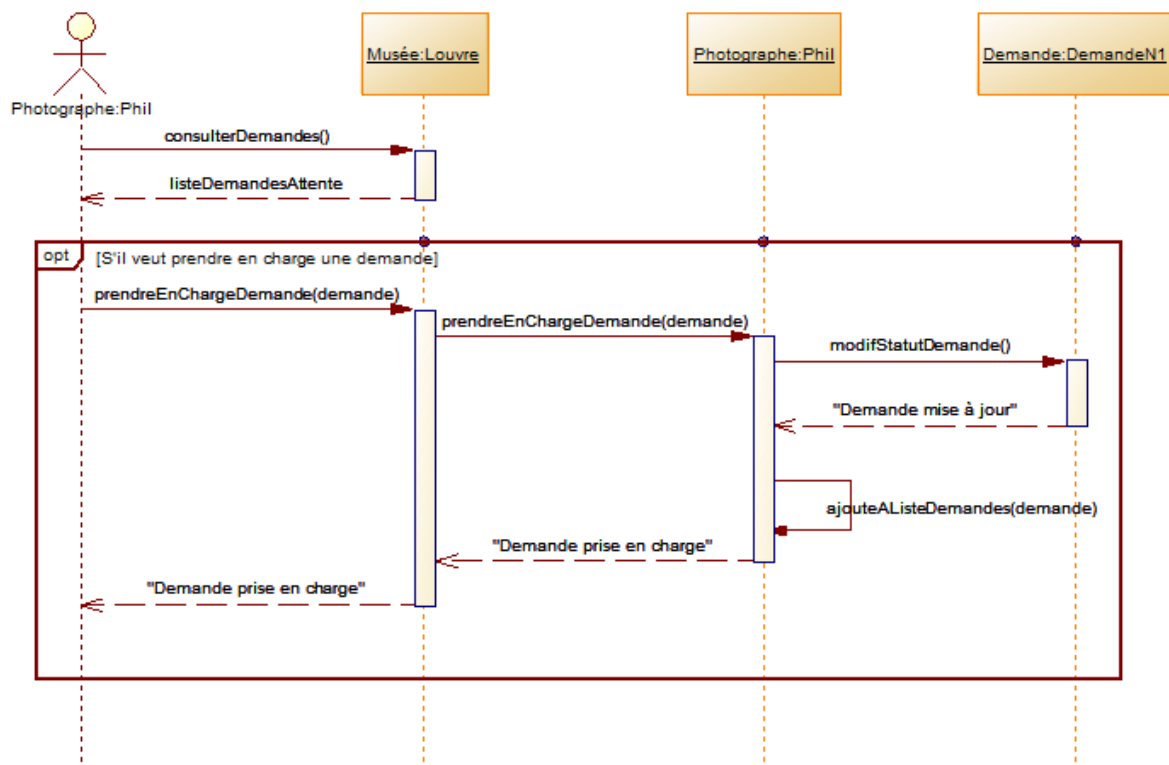 Musée:Louvre
Photographe:Phil
Demande:DemandeN1
Photographe:Phil
consulterDemandes()
listeDemandesAttente
opt
[S'il veut prendre en charge une demande]
prendreEnChargeDemande(demande)
prendreEnChargeDemande(demande)
modifStatutDemande()
"Demande mise à jour"
ajouteAListeDemandes(demande)
"Demande prise en charge"
"Demande prise en charge"